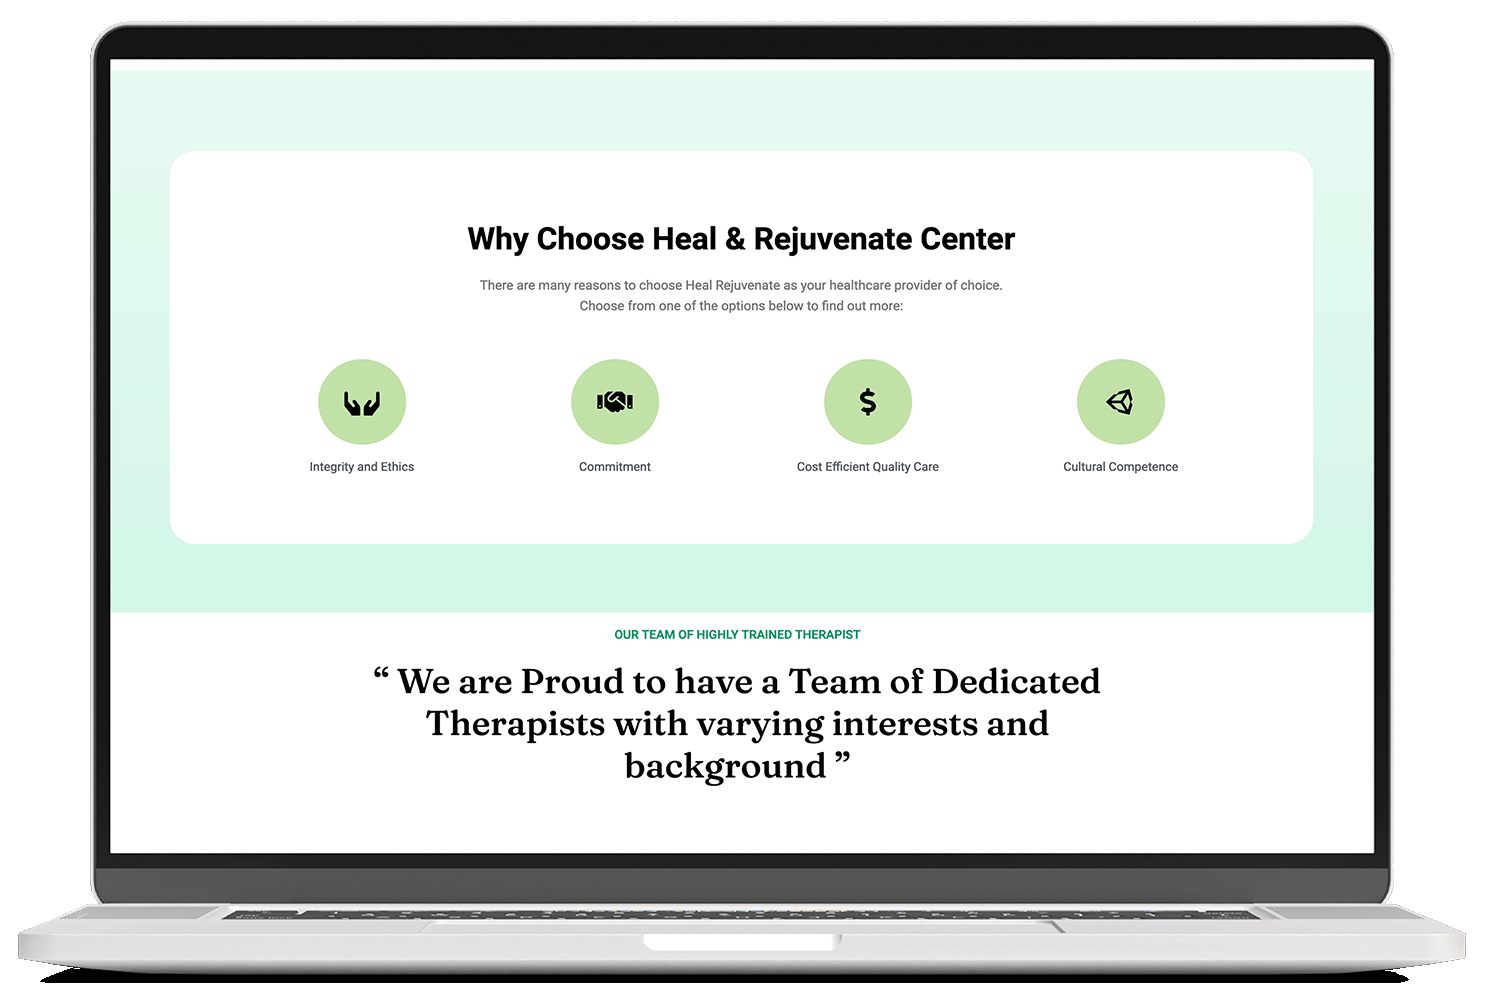 Why Choose Heal & Rejuvenate Center
There are many reasons to choose Heal Rejuvenate as your healthcare provider of choice.
Choose from one of the options below to find out more:
Integrity and Ethics
Commitment
Cost Efficient Quality Care
Cultural Competence
OUR TEAM OF HIGHLY TRAINED THERAPIST
“ We are Proud to have a Team of Dedicated
Therapists with varying interests and
background ”